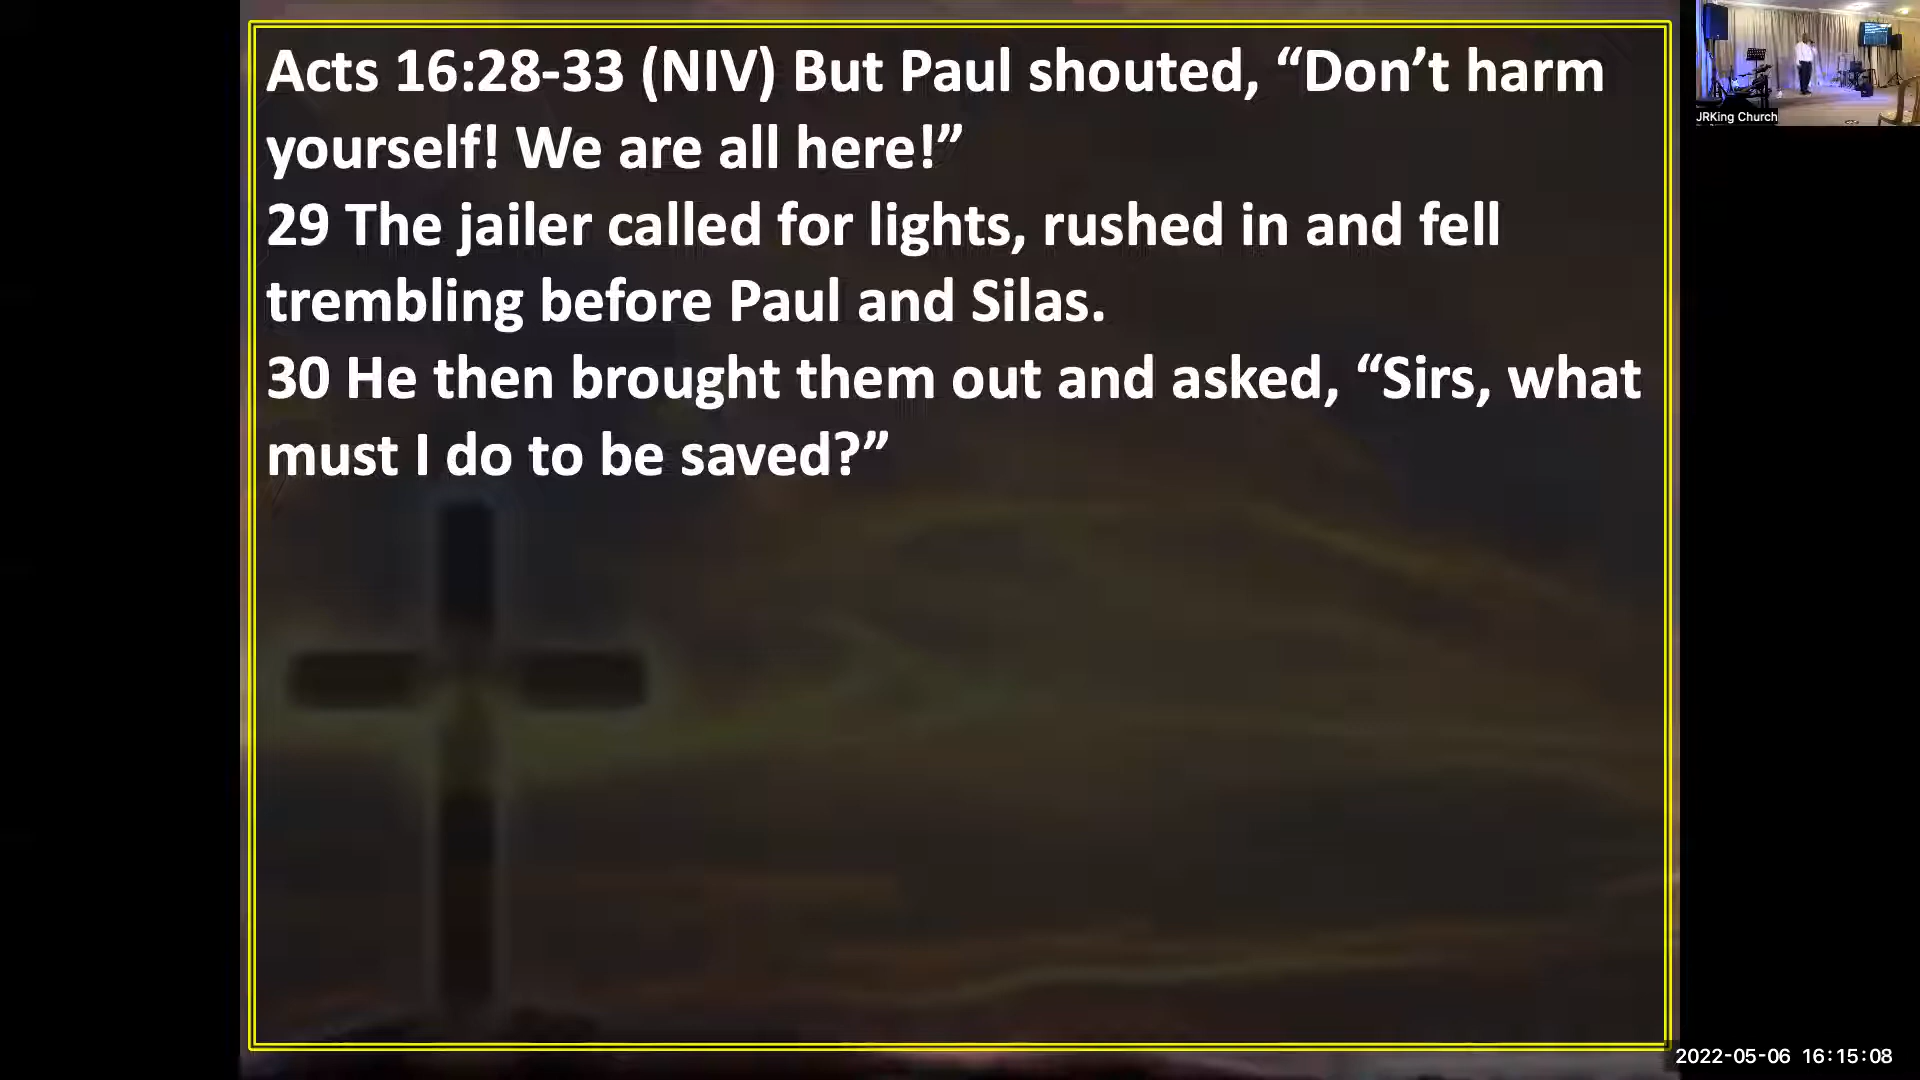 Acts 16:28-33 (NIV) But Paul shouted, “Don’t harm
yourself! We are all here!”
29 The jailer called for lights, rushed in and fell
trembling before Paul and Silas.
30 He then brought them out and asked, “Sirs, what
must I do to be saved?”
JRKing Church
2022-05-06 16:15:08